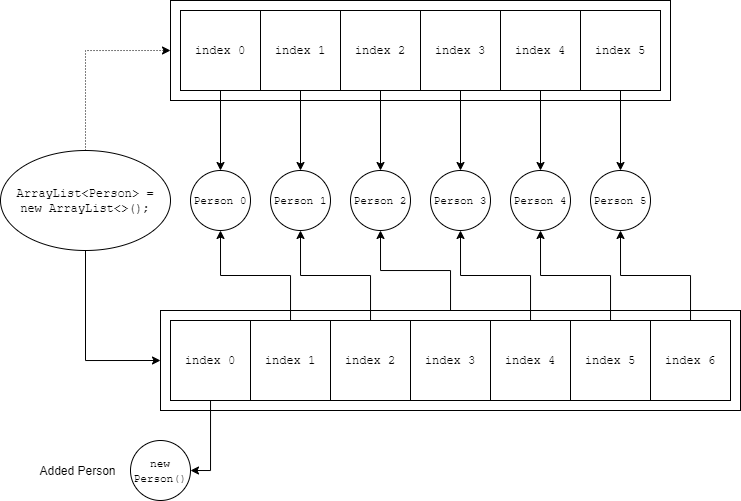 index 0 index 1 index 2 index 3 index 4 index 5
ArrayList<Person> =
new ArrayList<>();
Person 0 Person 1 Person 2 Person 3 Person 4 Person 5
index 0 index 1 index 2 index 3 index 4 index 5 index 6
Added Person
new
Person()